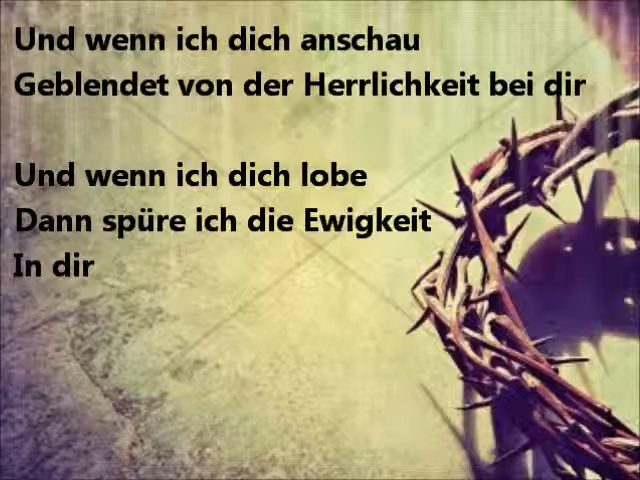 Und wenn ich dich anschau
Geblendet von der Herrlichkeit bei dir
Und wenn ich dich lobe
Dann spüre ich die Ewigkeit
In dir